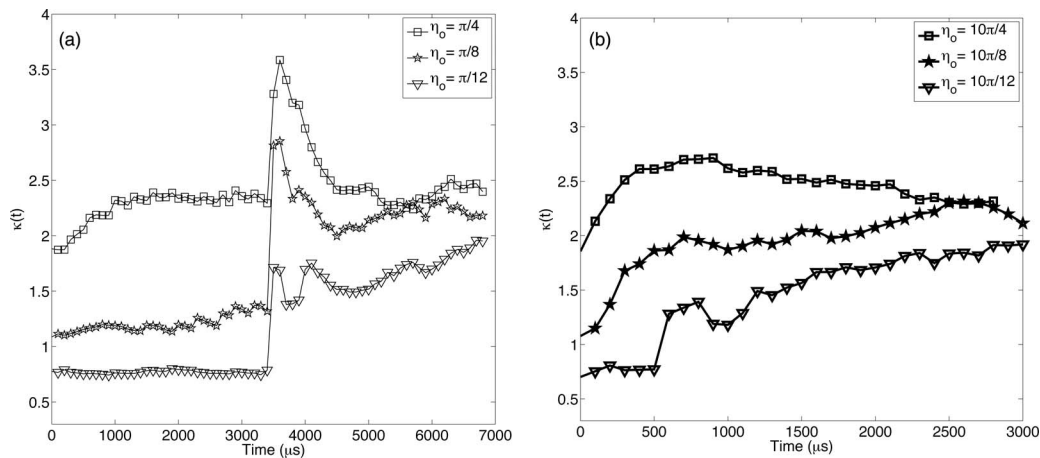 (a)
η₀ = π/4
η₀ = π/8
η₀ = π/12
4
3.5
3
2.5
2
1.5
1
0.5
κ(t)
0 1000 2000 3000 4000 5000 6000 7000
Time (μs)
(b)
η₀ = 10π/4
η₀ = 10π/8
η₀ = 10π/12
4
3.5
3
2.5
2
1.5
1
0.5
κ(t)
0 500 1000 1500 2000 2500 3000
Time (μs)